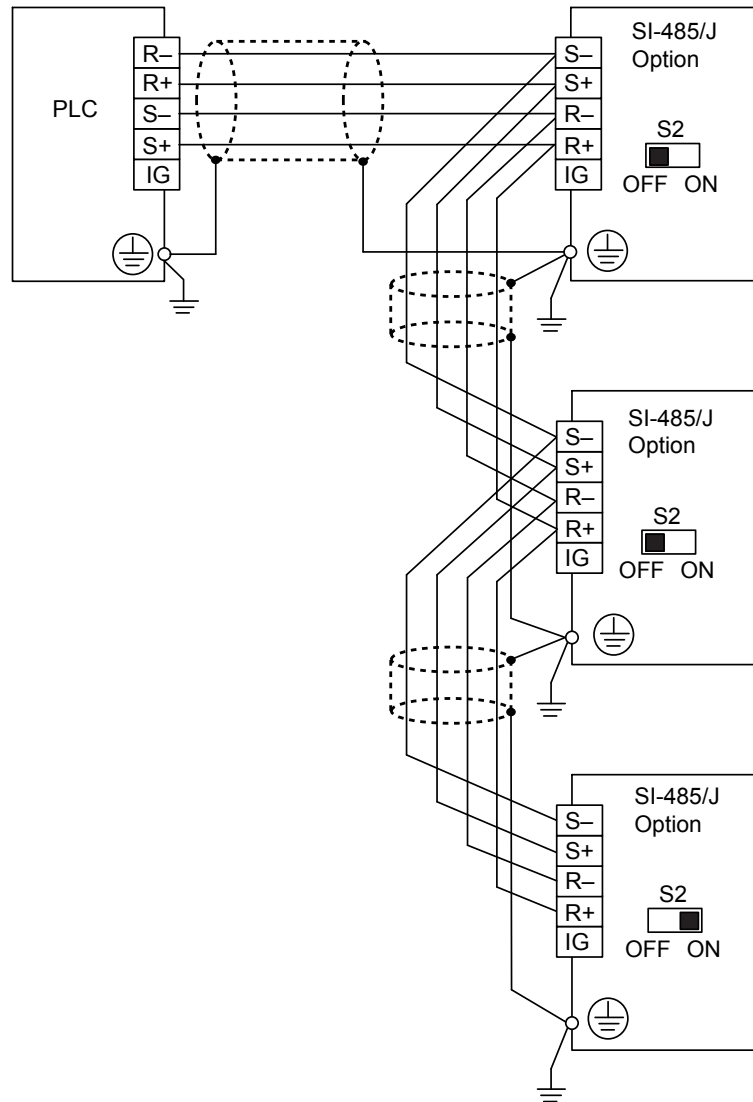 PLC
R–
R+
S–
S+
IG
SI-485/J
Option
S–
S+
R–
R+
IG
S2
OFF ON
SI-485/J
Option
S–
S+
R–
R+
IG
S2
OFF ON
SI-485/J
Option
S–
S+
R–
R+
IG
S2
OFF ON